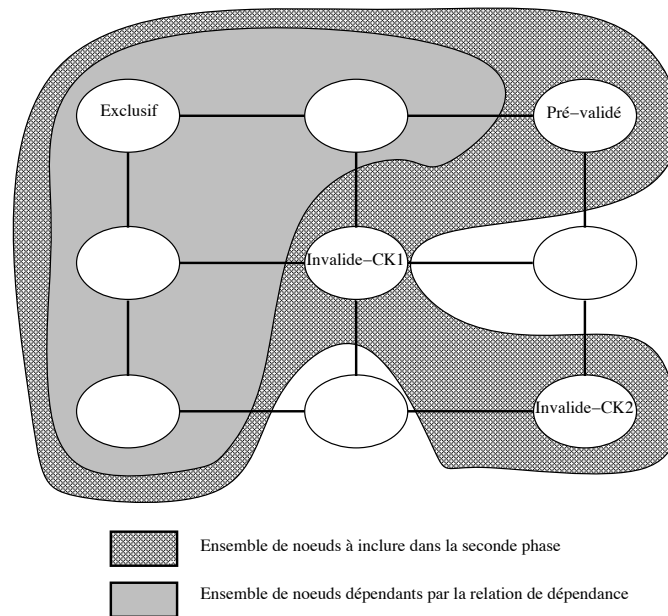 Exclusif
Pré−validé
Invalide−CK1
Invalide−CK2
Ensemble de noeuds à inclure dans la seconde phase
Ensemble de noeuds dépendants par la relation de dépendance